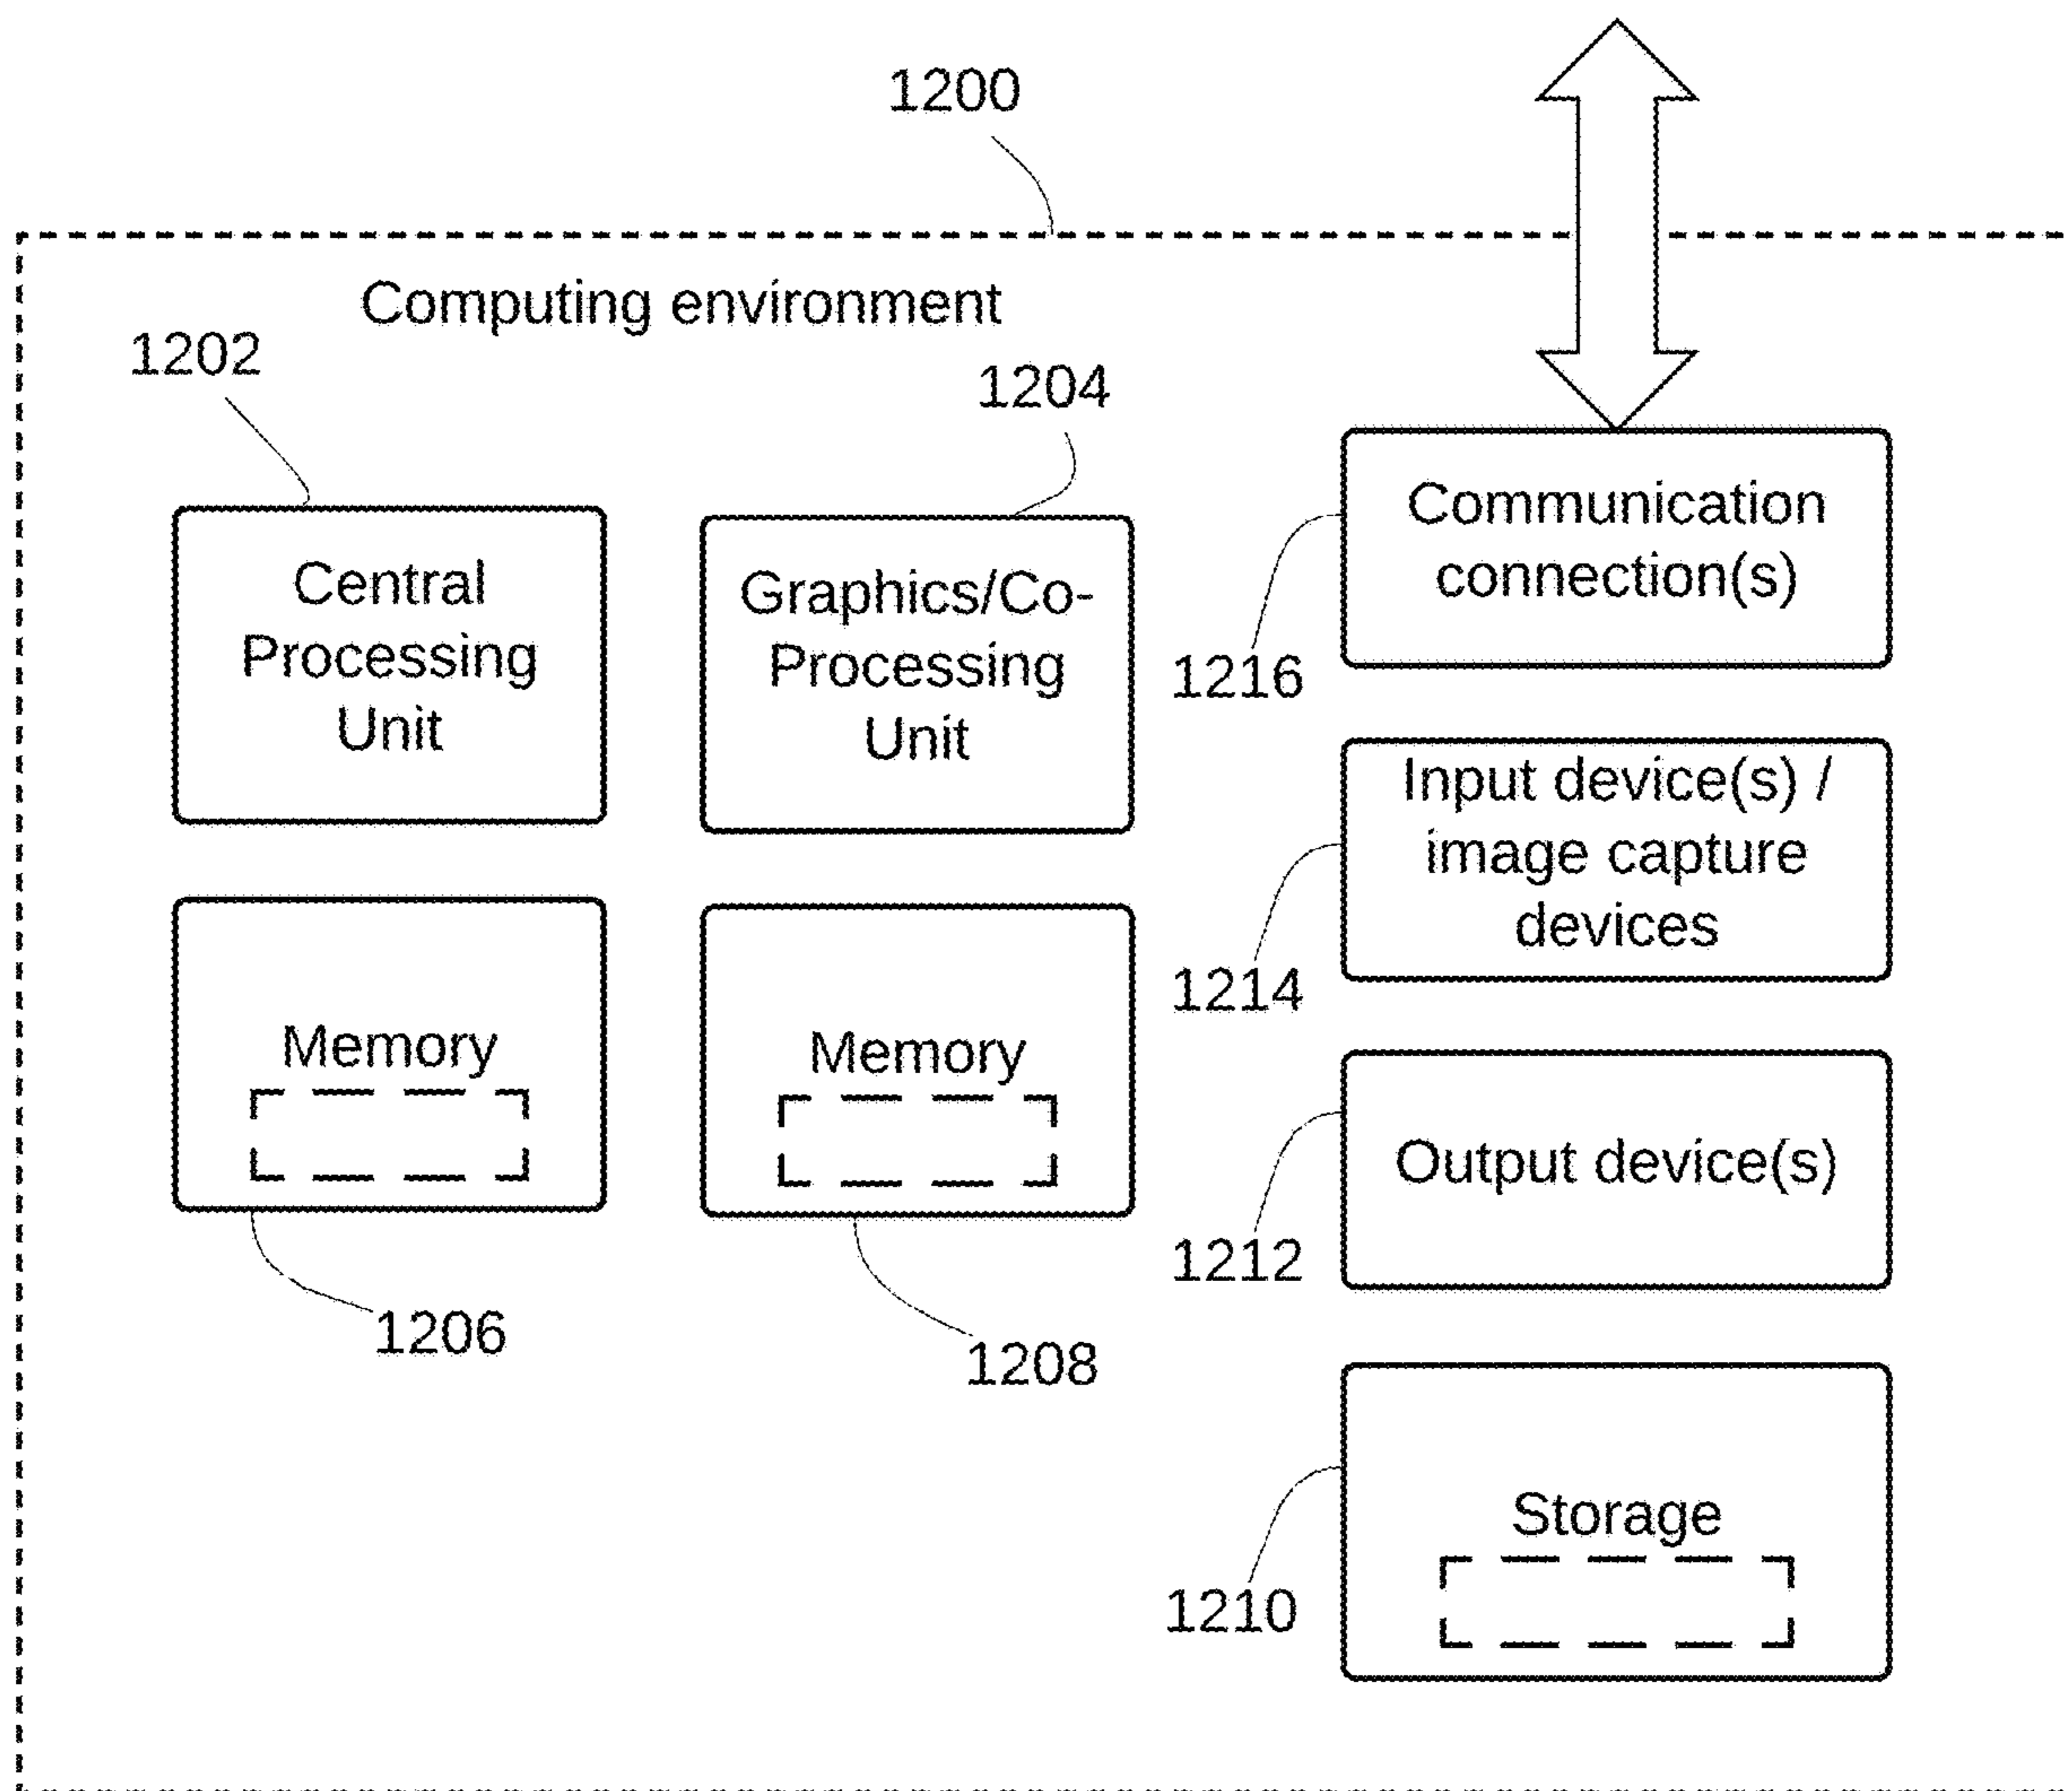 1200
Computing environment
1202
1204
Central
Processing
Unit
Graphics/Co-
Processing
Unit
Communication
connection(s)
1216
Input device(s) /
image capture
devices
1214
Memory
Memory
Output device(s)
1212
1206
1208
Storage
1210